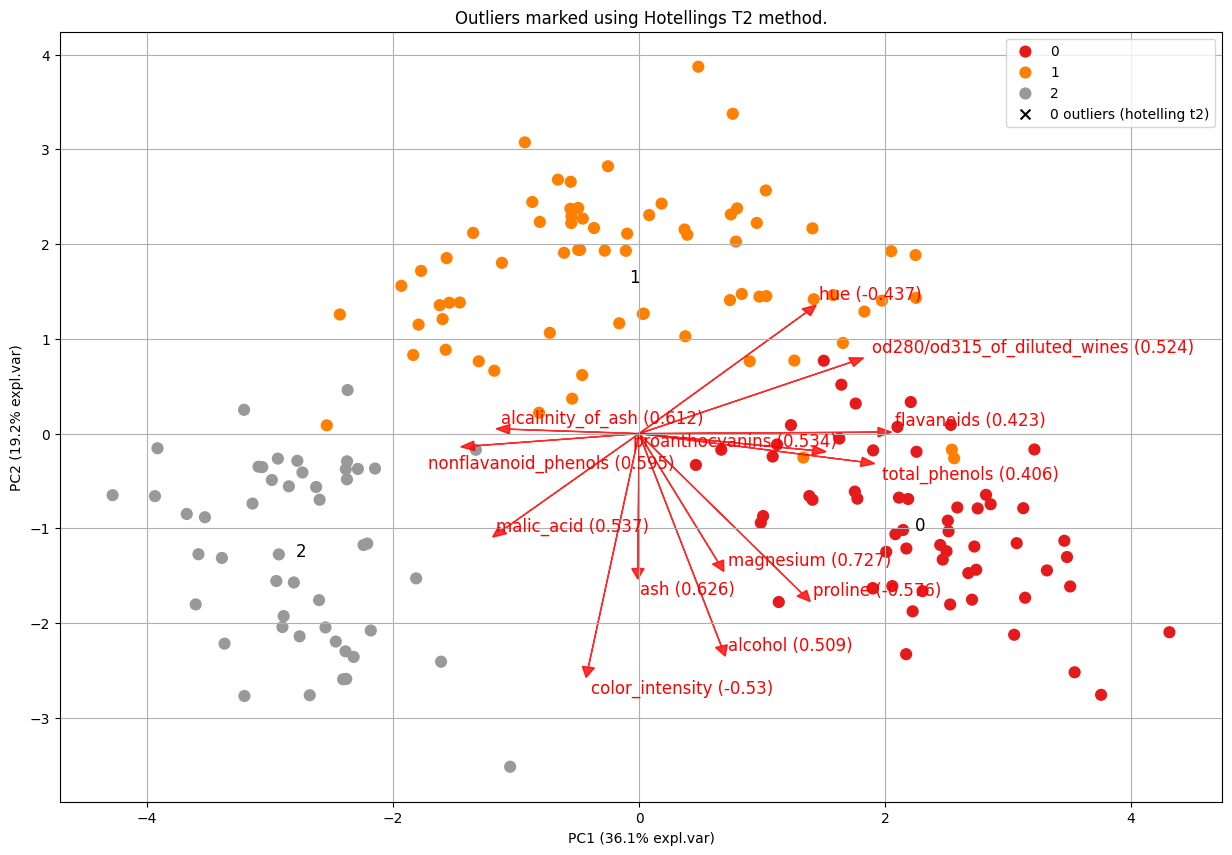 Outliers marked using Hotellings T2 method.
4
3
2
1
0
−1
−2
−3
PC2 (19.2% expl.var)
0
1
2
0 outliers (hotelling t2)
1
hue (-0.437)
od280/od315_of_diluted_wines (0.524)
alcalinity_of_ash (0.612)
flavanoids (0.423)
proanthocyanins (0.534)
nonflavanoid_phenols (0.595)
total_phenols (0.406)
malic_acid (0.537)
0
2
magnesium (0.727)
ash (0.626)
proline (-0.576)
alcohol (0.509)
color_intensity (-0.53)
−4
−2
0
2
4
PC1 (36.1% expl.var)